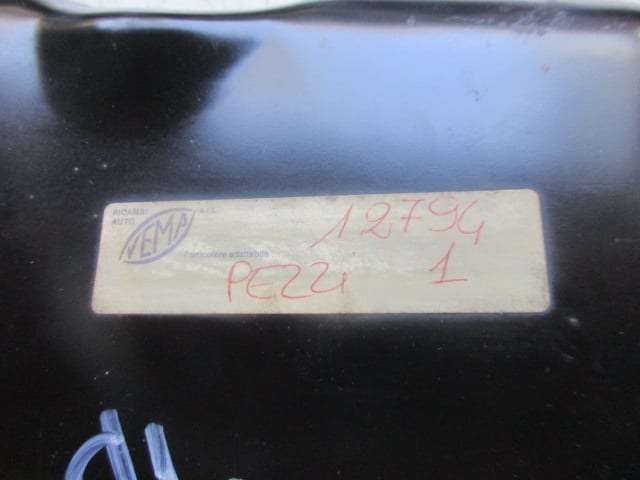 RICAMBI
AUTO
VEMA
s.r.l.
Particolare adattabile
12794
PEZZi 1